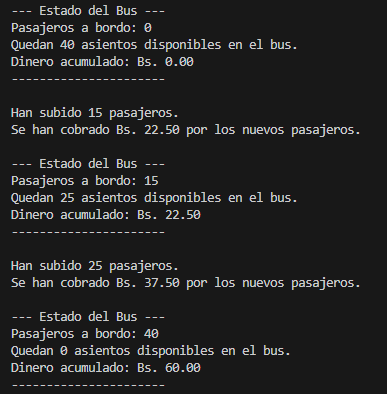 --- Estado del Bus ---
Pasajeros a bordo: 0
Quedan 40 asientos disponibles en el bus.
Dinero acumulado: Bs. 0.00
----------------------
Han subido 15 pasajeros.
Se han cobrado Bs. 22.50 por los nuevos pasajeros.
--- Estado del Bus ---
Pasajeros a bordo: 15
Quedan 25 asientos disponibles en el bus.
Dinero acumulado: Bs. 22.50
----------------------
Han subido 25 pasajeros.
Se han cobrado Bs. 37.50 por los nuevos pasajeros.
--- Estado del Bus ---
Pasajeros a bordo: 40
Quedan 0 asientos disponibles en el bus.
Dinero acumulado: Bs. 60.00
----------------------